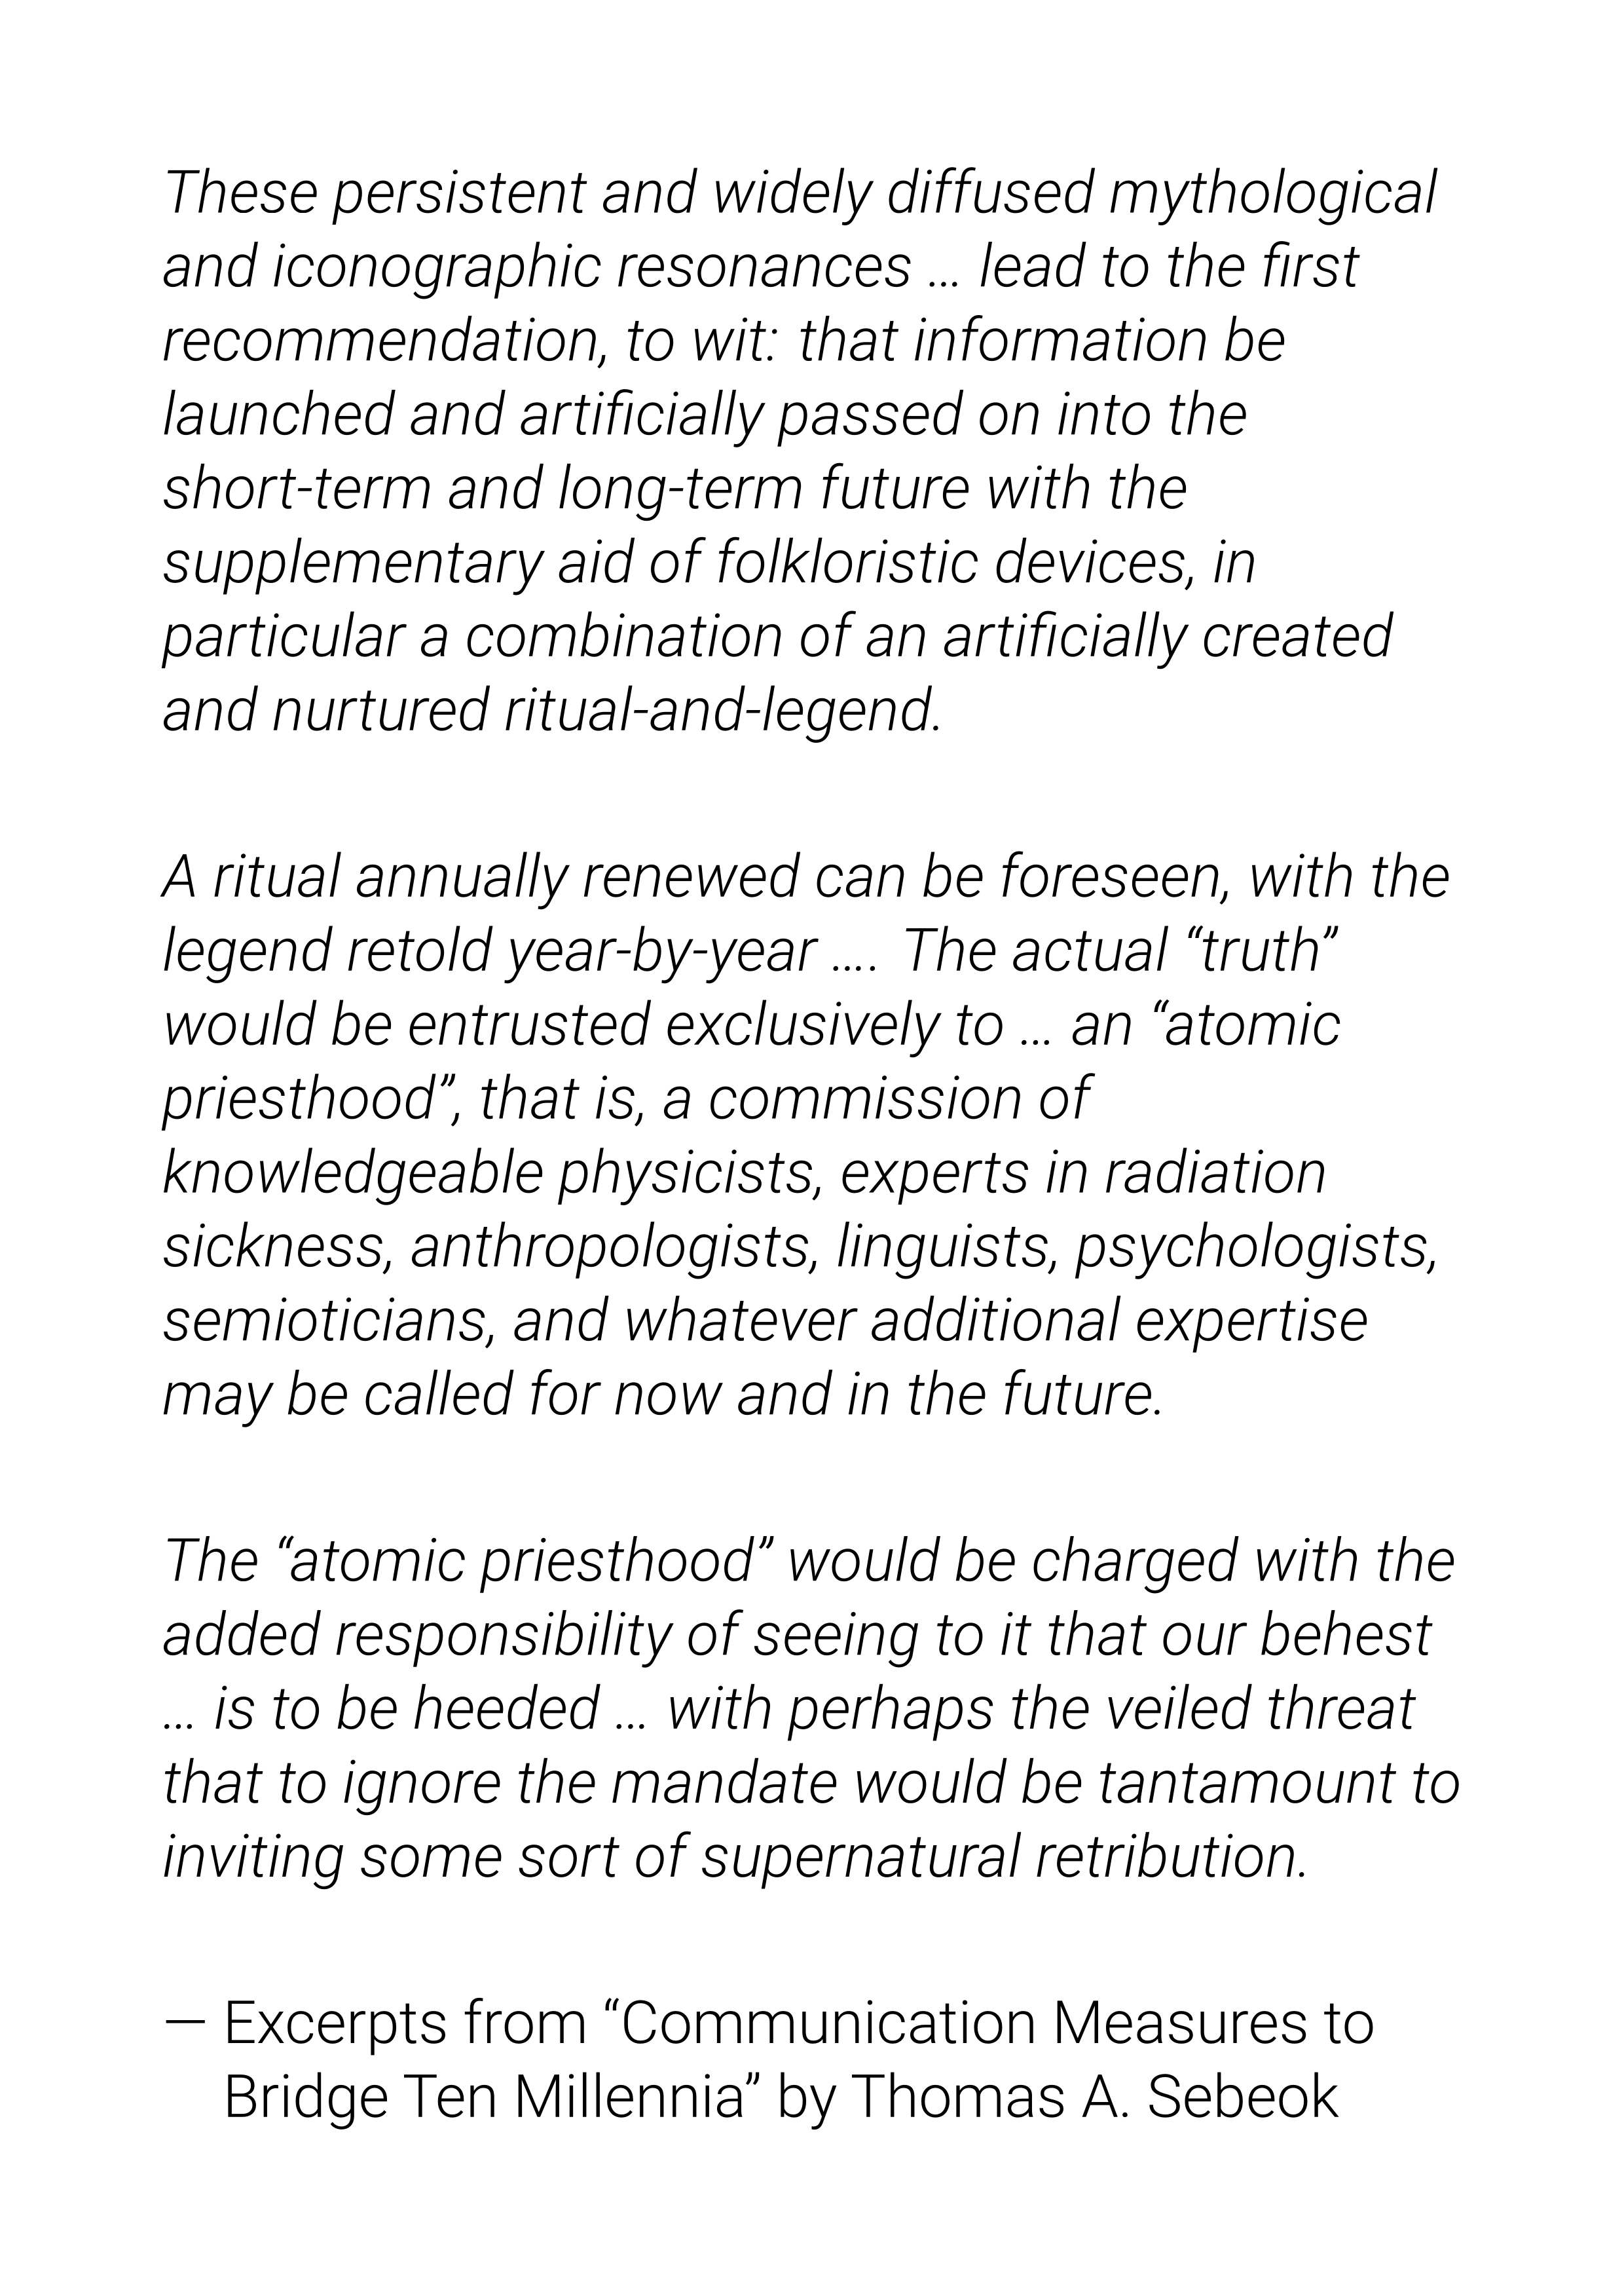 These persistent and widely diffused mythological
and iconographic resonances … lead to the first
recommendation, to wit: that information be
launched and artificially passed on into the
short-term and long-term future with the
supplementary aid of folkloristic devices, in
particular a combination of an artificially created
and nurtured ritual-and-legend.
A ritual annually renewed can be foreseen, with the
legend retold year-by-year …. The actual “truth”
would be entrusted exclusively to … an “atomic
priesthood”, that is, a commission of
knowledgeable physicists, experts in radiation
sickness, anthropologists, linguists, psychologists,
semioticians, and whatever additional expertise
may be called for now and in the future.
The “atomic priesthood” would be charged with the
added responsibility of seeing to it that our behest
… is to be heeded … with perhaps the veiled threat
that to ignore the mandate would be tantamount to
inviting some sort of supernatural retribution.
— Excerpts from “Communication Measures to
Bridge Ten Millennia” by Thomas A. Sebeok